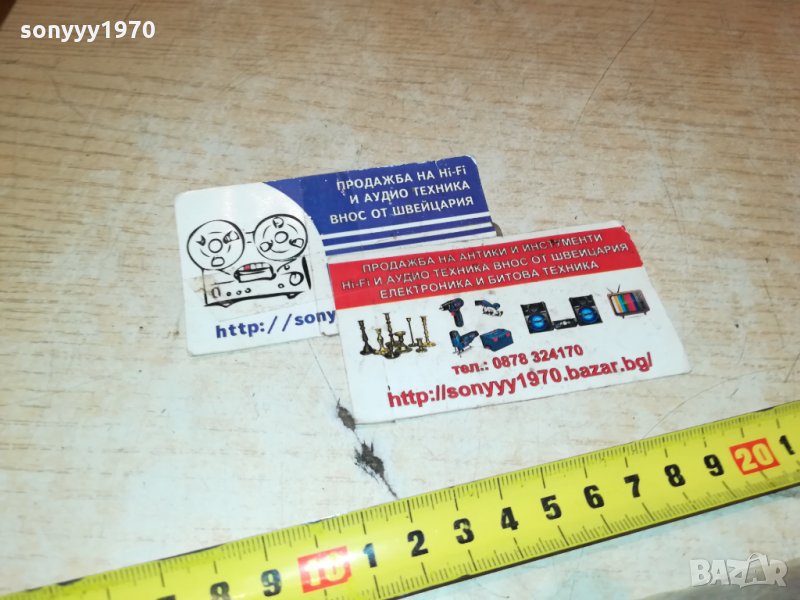 sonyyy1970
ПРОДАЖБА НА Hi-Fi
И АУДИО ТЕХНИКА
ВНОС ОТ ШВЕЙЦАРИЯ
http://sony
ПРОДАЖБА НА АНТИКИ И ИНСТУМЕНТИ
Hi-Fi И АУДИО ТЕХНИКА ВНОС ОТ ШВЕЙЦАРИЯ
ЕЛЕКТРОНИКА И БИТОВА ТЕХНИКА
тел.: 0878 324170
http://sonyyy1970.bazar.bg/
8 9 10 1 2 3 4 5 6 7 8 9 20 1
BAZAR